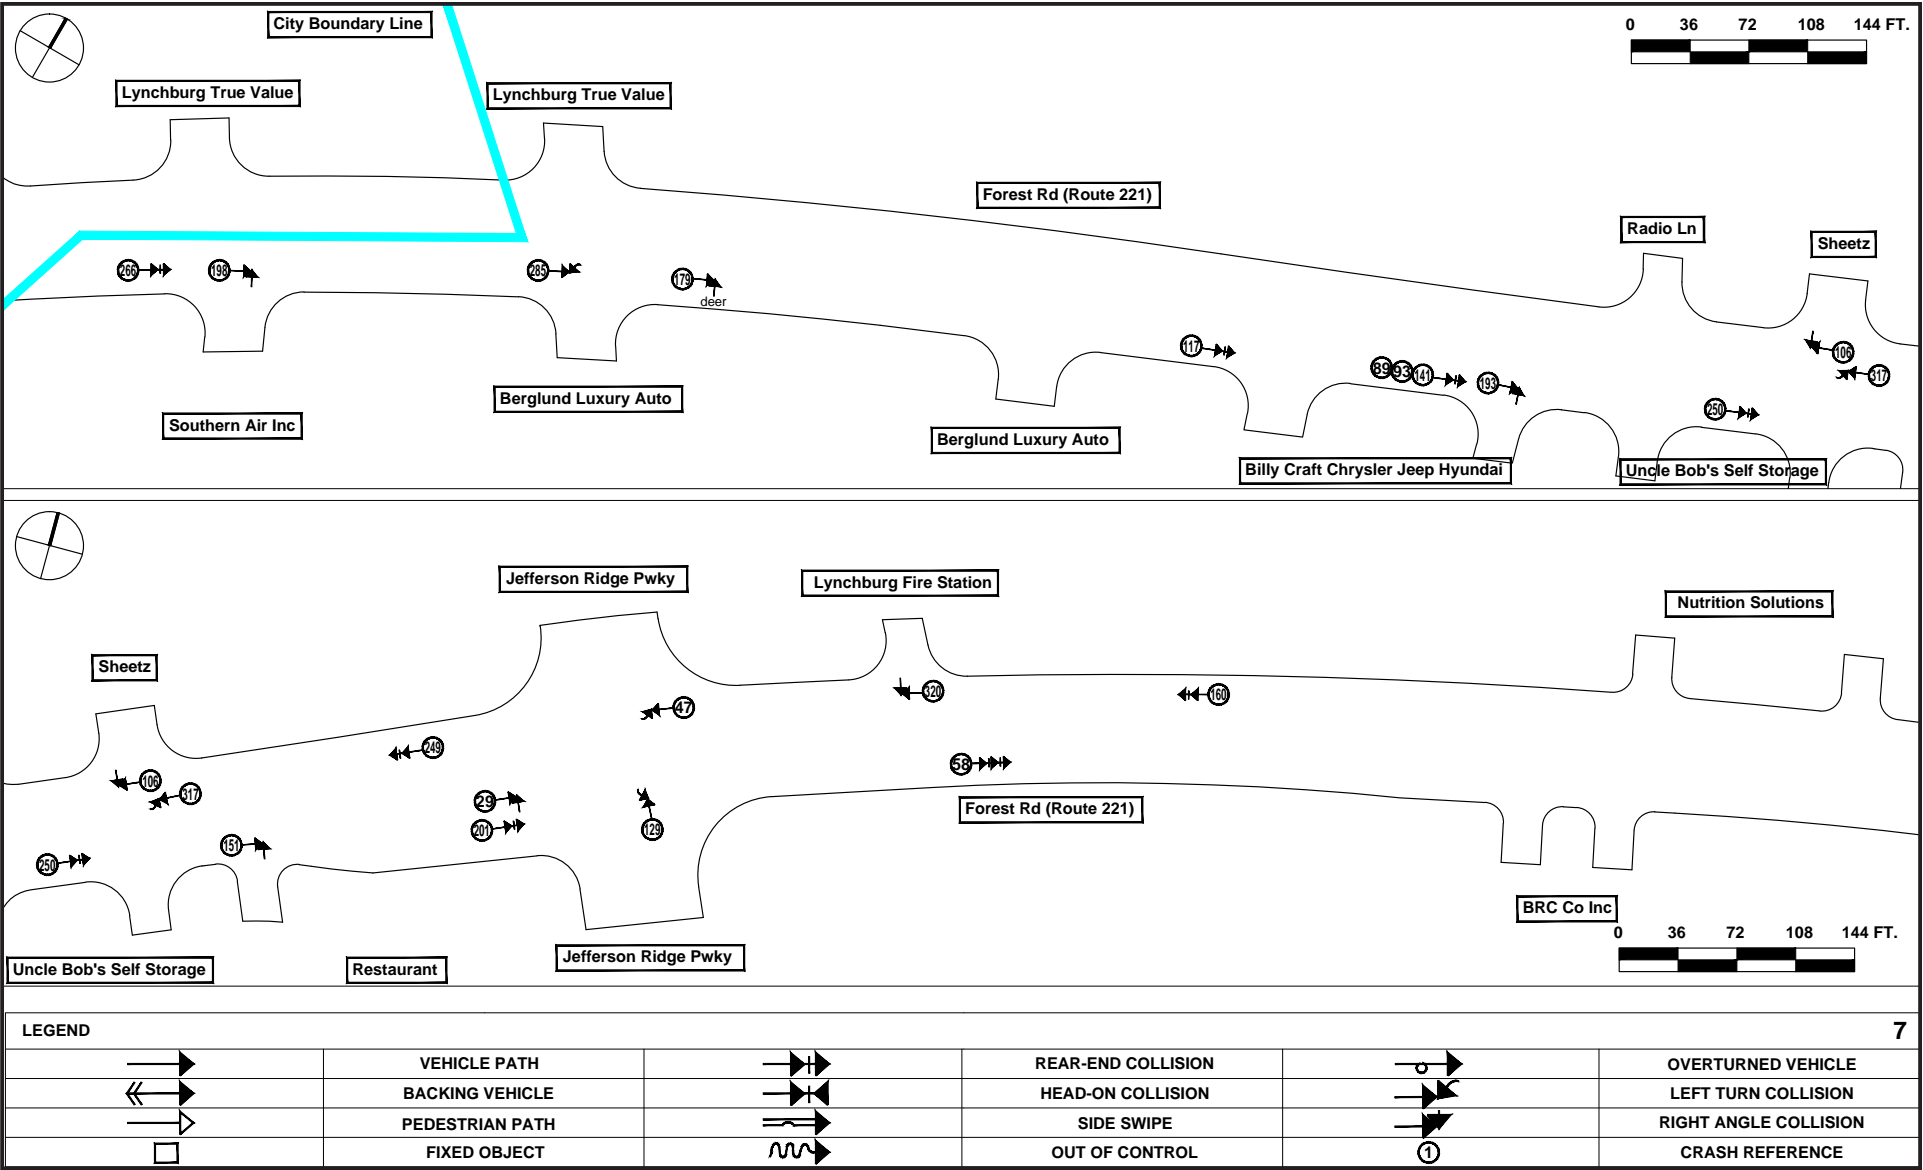 City Boundary Line
0 36 72 108 144 FT.
Lynchburg True Value
Lynchburg True Value
Forest Rd (Route 221)
Radio Ln
Sheetz
266
198
285
179
deer
117
89
93
141
193
250
106
317
Southern Air Inc
Berglund Luxury Auto
Berglund Luxury Auto
Billy Craft Chrysler Jeep Hyundai
Uncle Bob's Self Storage
Jefferson Ridge Pwky
Lynchburg Fire Station
Nutrition Solutions
Sheetz
47
320
160
249
58
106
317
29
201
129
151
250
Forest Rd (Route 221)
BRC Co Inc
0 36 72 108 144 FT.
Uncle Bob's Self Storage
Restaurant
Jefferson Ridge Pwky
LEGEND
7
VEHICLE PATH
REAR-END COLLISION
OVERTURNED VEHICLE
BACKING VEHICLE
HEAD-ON COLLISION
LEFT TURN COLLISION
PEDESTRIAN PATH
SIDE SWIPE
RIGHT ANGLE COLLISION
FIXED OBJECT
OUT OF CONTROL
1
CRASH REFERENCE